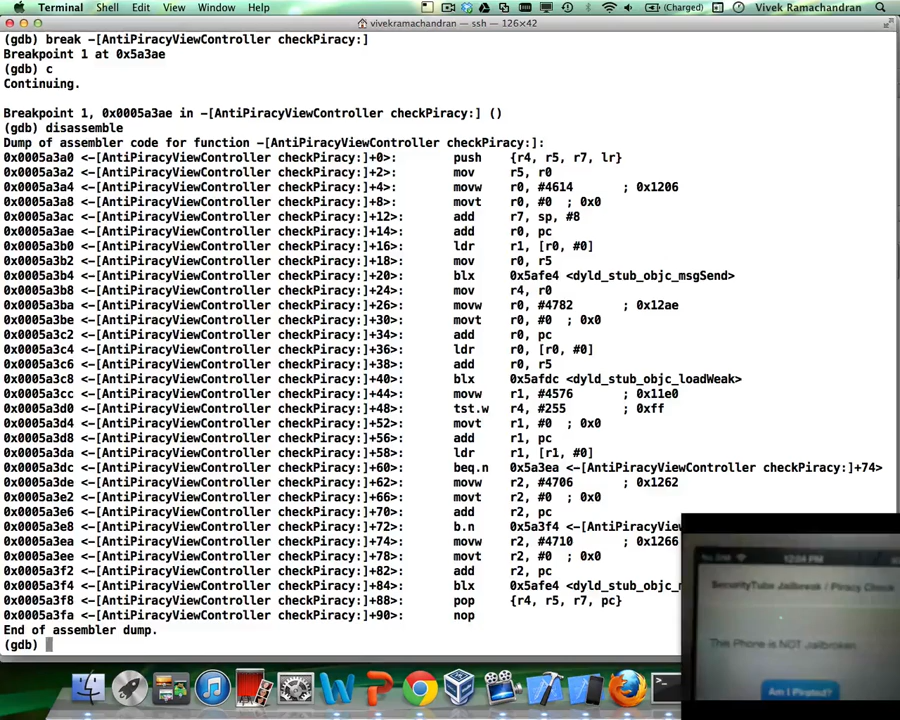 Terminal Shell Edit View Window Help (Charged) Vivek Ramachandran
vivekramachandran — ssh — 126×42
(gdb) break -[AntiPiracyViewController checkPiracy:]
Breakpoint 1 at 0x5a3ae
(gdb) c
Continuing.
Breakpoint 1, 0x0005a3ae in -[AntiPiracyViewController checkPiracy:] ()
(gdb) disassemble
Dump of assembler code for function -[AntiPiracyViewController checkPiracy:]:
0x0005a3a0 <-[AntiPiracyViewController checkPiracy:]+0>: push {r4, r5, r7, lr}
0x0005a3a2 <-[AntiPiracyViewController checkPiracy:]+2>: mov r5, r0
0x0005a3a4 <-[AntiPiracyViewController checkPiracy:]+4>: movw r0, #4614 ; 0x1206
0x0005a3a8 <-[AntiPiracyViewController checkPiracy:]+8>: movt r0, #0 ; 0x0
0x0005a3ac <-[AntiPiracyViewController checkPiracy:]+12>: add r7, sp, #8
0x0005a3ae <-[AntiPiracyViewController checkPiracy:]+14>: add r0, pc
0x0005a3b0 <-[AntiPiracyViewController checkPiracy:]+16>: ldr r1, [r0, #0]
0x0005a3b2 <-[AntiPiracyViewController checkPiracy:]+18>: mov r0, r5
0x0005a3b4 <-[AntiPiracyViewController checkPiracy:]+20>: blx 0x5afe4 <dyld_stub_objc_msgSend>
0x0005a3b8 <-[AntiPiracyViewController checkPiracy:]+24>: mov r4, r0
0x0005a3ba <-[AntiPiracyViewController checkPiracy:]+26>: movw r0, #4782 ; 0x12ae
0x0005a3be <-[AntiPiracyViewController checkPiracy:]+30>: movt r0, #0 ; 0x0
0x0005a3c2 <-[AntiPiracyViewController checkPiracy:]+34>: add r0, pc
0x0005a3c4 <-[AntiPiracyViewController checkPiracy:]+36>: ldr r0, [r0, #0]
0x0005a3c6 <-[AntiPiracyViewController checkPiracy:]+38>: add r0, r5
0x0005a3c8 <-[AntiPiracyViewController checkPiracy:]+40>: blx 0x5afdc <dyld_stub_objc_loadWeak>
0x0005a3cc <-[AntiPiracyViewController checkPiracy:]+44>: movw r1, #4576 ; 0x11e0
0x0005a3d0 <-[AntiPiracyViewController checkPiracy:]+48>: tst.w r4, #255 ; 0xff
0x0005a3d4 <-[AntiPiracyViewController checkPiracy:]+52>: movt r1, #0 ; 0x0
0x0005a3d8 <-[AntiPiracyViewController checkPiracy:]+56>: add r1, pc
0x0005a3da <-[AntiPiracyViewController checkPiracy:]+58>: ldr r1, [r1, #0]
0x0005a3dc <-[AntiPiracyViewController checkPiracy:]+60>: beq.n 0x5a3ea <-[AntiPiracyViewController checkPiracy:]+74>
0x0005a3de <-[AntiPiracyViewController checkPiracy:]+62>: movw r2, #4706 ; 0x1262
0x0005a3e2 <-[AntiPiracyViewController checkPiracy:]+66>: movt r2, #0 ; 0x0
0x0005a3e6 <-[AntiPiracyViewController checkPiracy:]+70>: add r2, pc
0x0005a3e8 <-[AntiPiracyViewController checkPiracy:]+72>: b.n 0x5a3f4 <-[AntiPiracyView
0x0005a3ea <-[AntiPiracyViewController checkPiracy:]+74>: movw r2, #4710 ; 0x1266
0x0005a3ee <-[AntiPiracyViewController checkPiracy:]+78>: movt r2, #0 ; 0x0
0x0005a3f2 <-[AntiPiracyViewController checkPiracy:]+82>: add r2, pc
0x0005a3f4 <-[AntiPiracyViewController checkPiracy:]+84>: blx 0x5afe4 <dyld_stub_objc_m
0x0005a3f8 <-[AntiPiracyViewController checkPiracy:]+88>: pop {r4, r5, r7, pc}
0x0005a3fa <-[AntiPiracyViewController checkPiracy:]+90>: nop
End of assembler dump.
(gdb)
12:04 PM
SecurityTube Jailbreak / Piracy Check
This Phone is NOT Jailbroken
Am I Pirated?